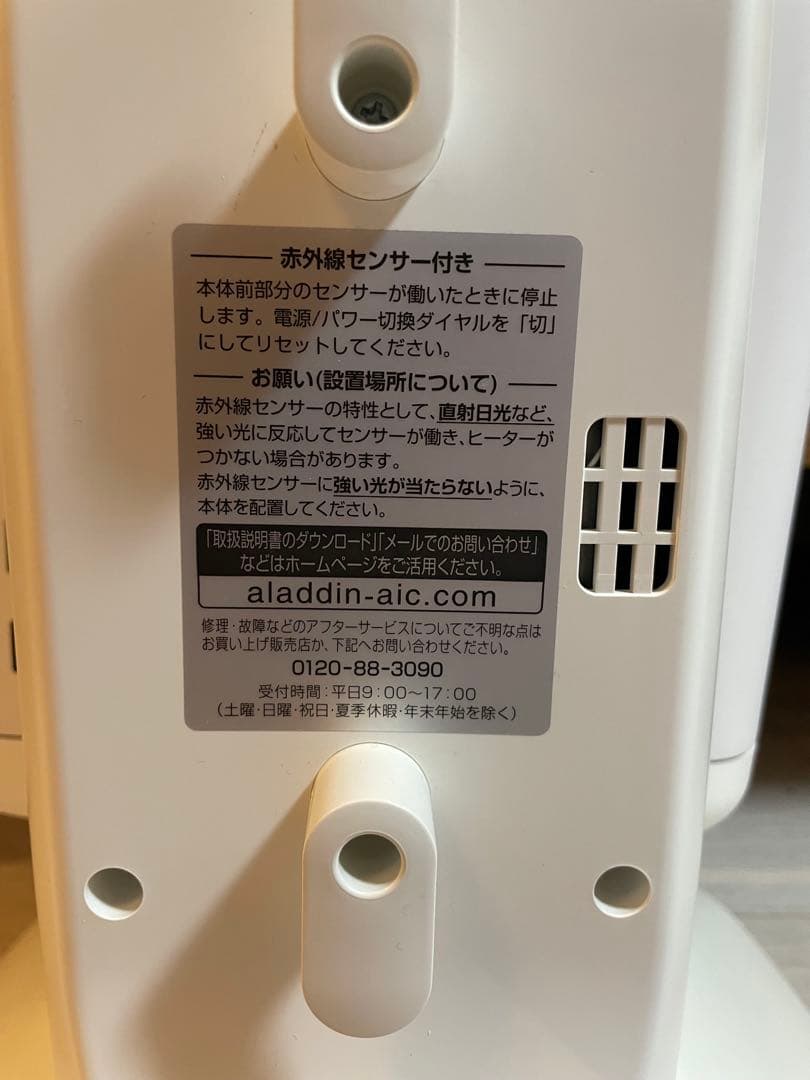 赤外線センサー付き
本体前部分のセンサーが働いたときに停止
します。電源/パワー切換ダイヤルを「切」
にしてリセットしてください。
お願い(設置場所について)
赤外線センサーの特性として、直射日光など、
強い光に反応してセンサーが働き、ヒーターが
つかない場合があります。
赤外線センサーに強い光が当たらないように、
本体を配置してください。
「取扱説明書のダウンロード」「メールでのお問い合わせ」
などはホームページをご活用ください。
aladdin-aic.com
修理・故障などのアフターサービスについてご不明な点は
お買い上げ販売店か、下記へお問い合わせください。
0120-88-3090
受付時間:平日9:00~17:00
(土曜・日曜・祝日・夏季休暇・年末年始を除く)